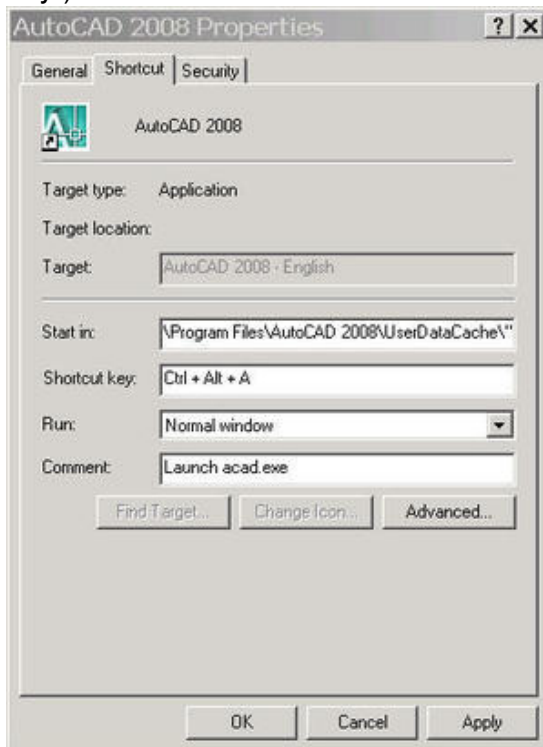 AutoCAD 2008 Properties ? ×
General Shortcut Security
AutoCAD 2008
Target type: Application
Target location:
Target: AutoCAD 2008 - English
Start in: \Program Files\AutoCAD 2008\UserDataCache\"
Shortcut key: Ctrl + Alt + A
Run: Normal window
Comment: Launch acad.exe
Find Target... Change Icon... Advanced...
OK Cancel Apply